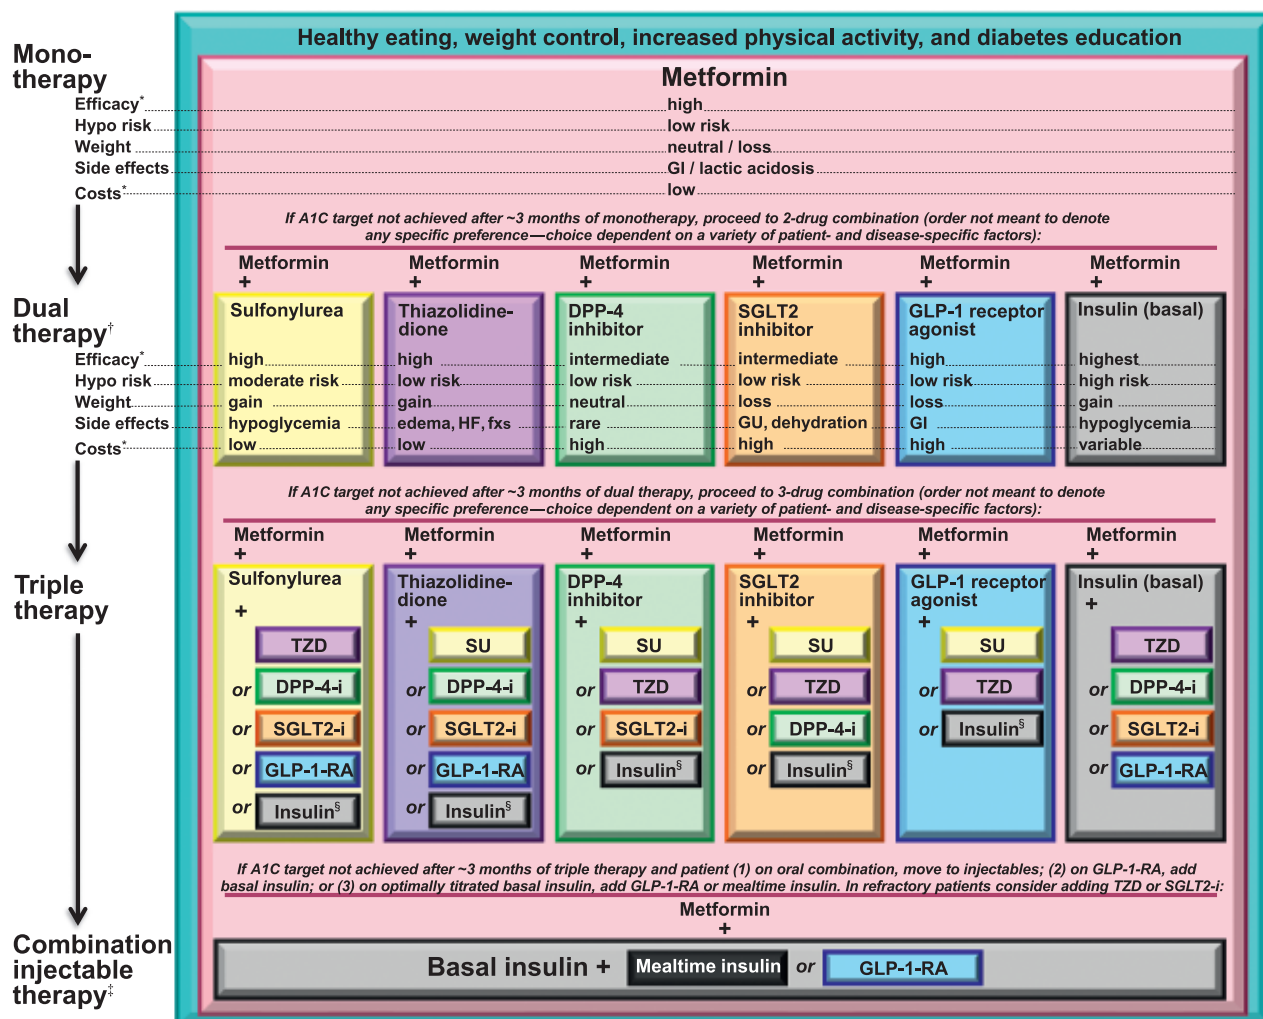 Healthy eating, weight control, increased physical activity, and diabetes education
Mono-
therapy
Metformin
Efficacy* high
Hypo risk low risk
Weight neutral / loss
Side effects GI / lactic acidosis
Costs* low
If A1C target not achieved after ~3 months of monotherapy, proceed to 2-drug combination (order not meant to denote
any specific preference—choice dependent on a variety of patient- and disease-specific factors):
Metformin Metformin Metformin Metformin Metformin Metformin
+ + + + + +
Dual
therapy†
Sulfonylurea
Thiazolidine-
dione
DPP-4
inhibitor
SGLT2
inhibitor
GLP-1 receptor
agonist
Insulin (basal)
Efficacy* high high intermediate intermediate high highest
Hypo risk moderate risk low risk low risk low risk low risk high risk
Weight gain gain neutral loss loss gain
Side effects hypoglycemia edema, HF, fxs rare GU, dehydration GI hypoglycemia
Costs* low low high high high variable
If A1C target not achieved after ~3 months of dual therapy, proceed to 3-drug combination (order not meant to denote
any specific preference—choice dependent on a variety of patient- and disease-specific factors):
Metformin Metformin Metformin Metformin Metformin Metformin
+ + + + + +
Triple
therapy
Sulfonylurea
+
TZD
or DPP-4-i
or SGLT2-i
or GLP-1-RA
or Insulin§
Thiazolidine-
dione
+
SU
or DPP-4-i
or SGLT2-i
or GLP-1-RA
or Insulin§
DPP-4
inhibitor
+
SU
or TZD
or SGLT2-i
or Insulin§
SGLT2
inhibitor
+
SU
or TZD
or DPP-4-i
or Insulin§
GLP-1 receptor
agonist
+
SU
or TZD
or Insulin§
Insulin (basal)
+
TZD
or DPP-4-i
or SGLT2-i
or GLP-1-RA
If A1C target not achieved after ~3 months of triple therapy and patient (1) on oral combination, move to injectables; (2) on GLP-1-RA, add
basal insulin; or (3) on optimally titrated basal insulin, add GLP-1-RA or mealtime insulin. In refractory patients consider adding TZD or SGLT2-i:
Metformin
+
Combination
injectable
therapy‡
Basal insulin + Mealtime insulin or GLP-1-RA